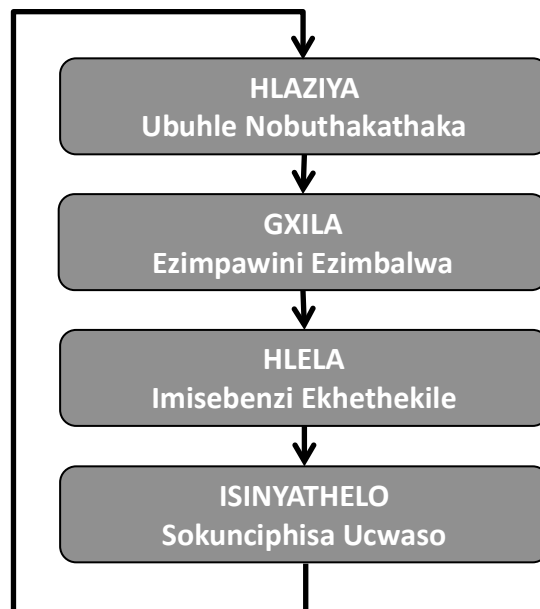 HLAZIYA
Ubuhle Nobuthakathaka
GXILA
Ezimpawini Ezimbalwa
HLELA
Imisebenzi Ekhethekile
ISINYATHELO
Sokunciphisa Ucwaso